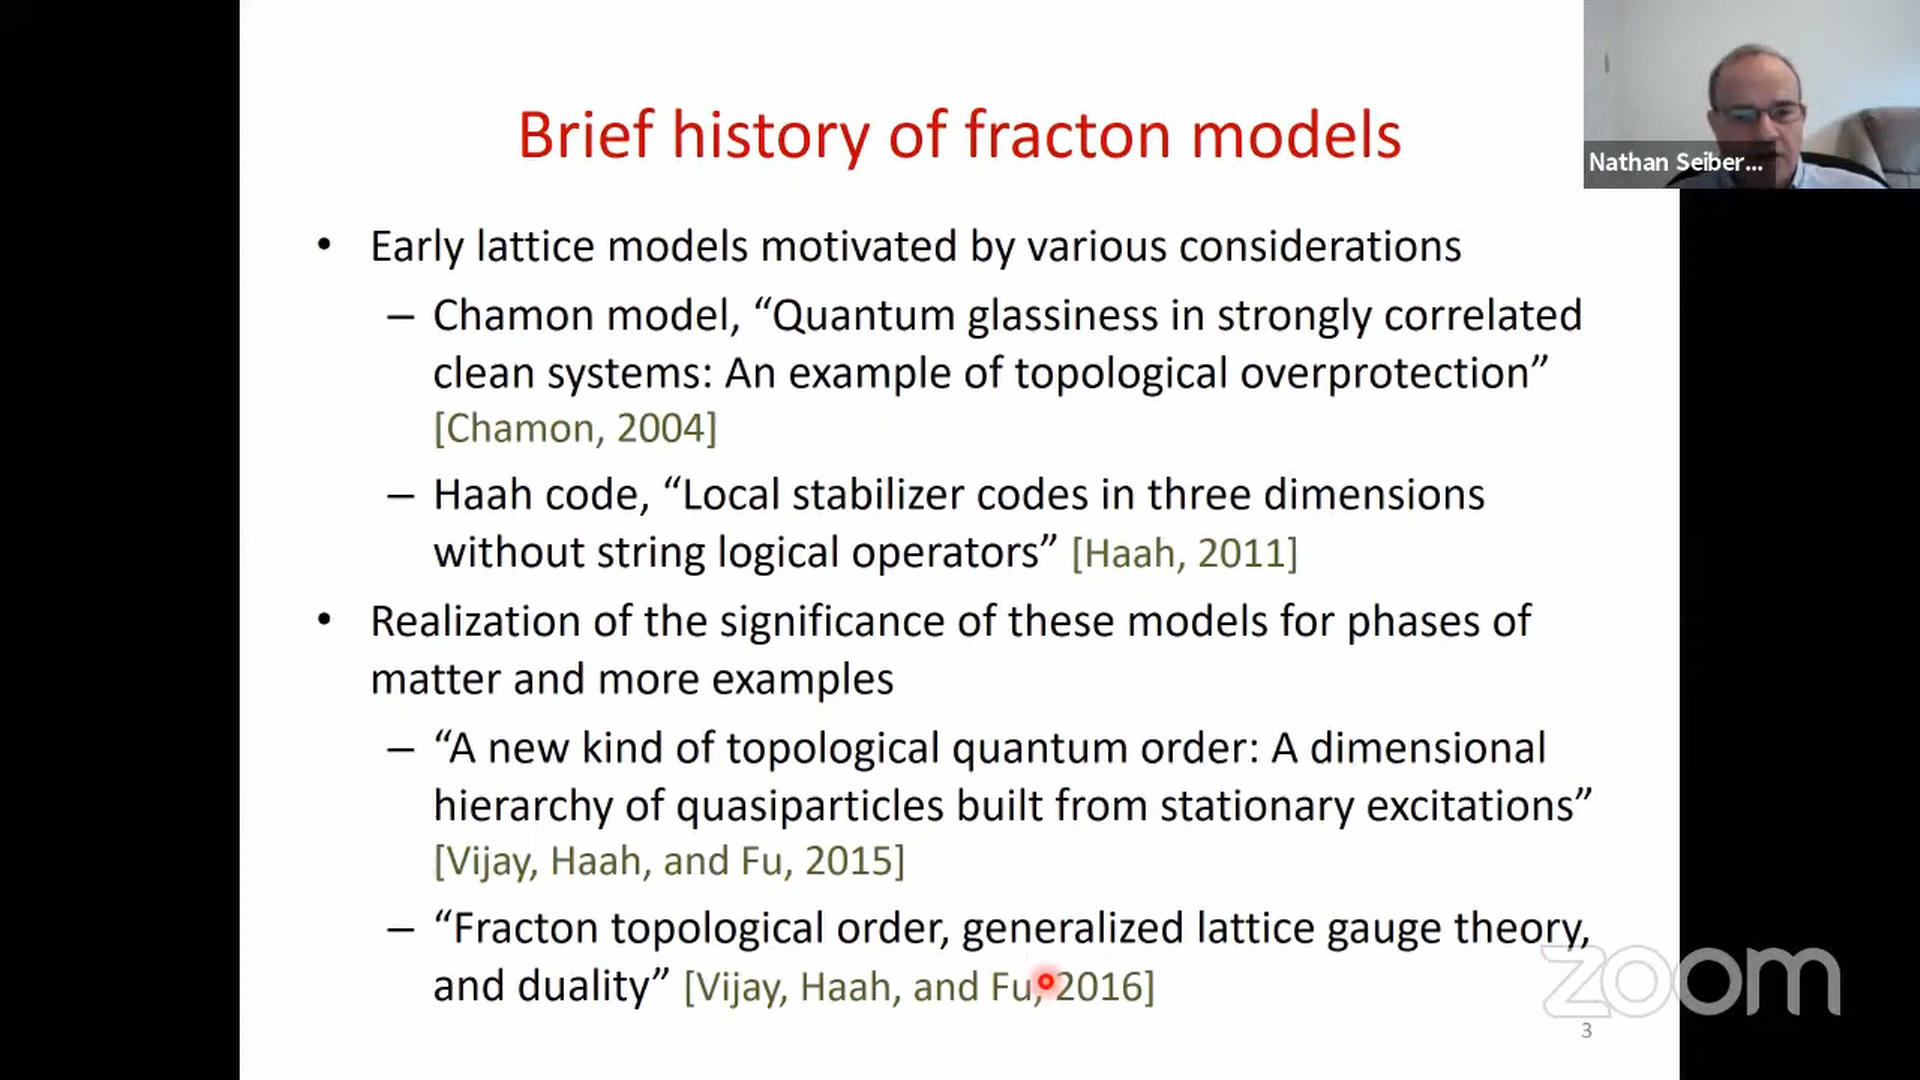 Brief history of fracton models
Nathan Seiber...
• Early lattice models motivated by various considerations
– Chamon model, “Quantum glassiness in strongly correlated
clean systems: An example of topological overprotection”
[Chamon, 2004]
– Haah code, “Local stabilizer codes in three dimensions
without string logical operators” [Haah, 2011]
• Realization of the significance of these models for phases of
matter and more examples
– “A new kind of topological quantum order: A dimensional
hierarchy of quasiparticles built from stationary excitations”
[Vijay, Haah, and Fu, 2015]
– “Fracton topological order, generalized lattice gauge theory,
and duality” [Vijay, Haah, and Fu, 2016]
zoom
3